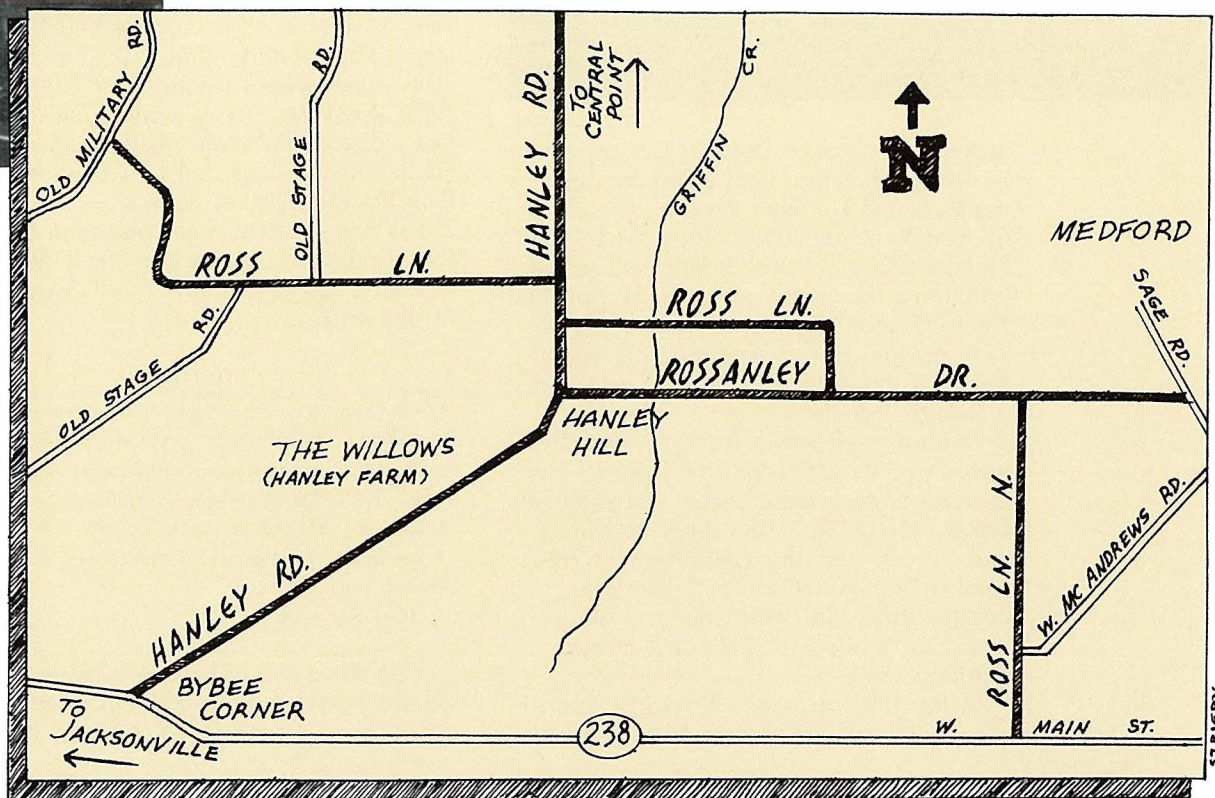 OLD MILITARY RD.
OLD STAGE RD.
HANLEY RD.
TO
CENTRAL
POINT
GRIFFIN CR.
N
MEDFORD
SAGE RD.
ROSS LN.
ROSS LN.
ROSSANLEY DR.
OLD STAGE RD.
THE WILLOWS
(HANLEY FARM)
HANLEY
HILL
HANLEY RD.
ROSS LN. N.
W. MC ANDREWS RD.
BYBEE
CORNER
TO
JACKSONVILLE
238
W. MAIN ST.